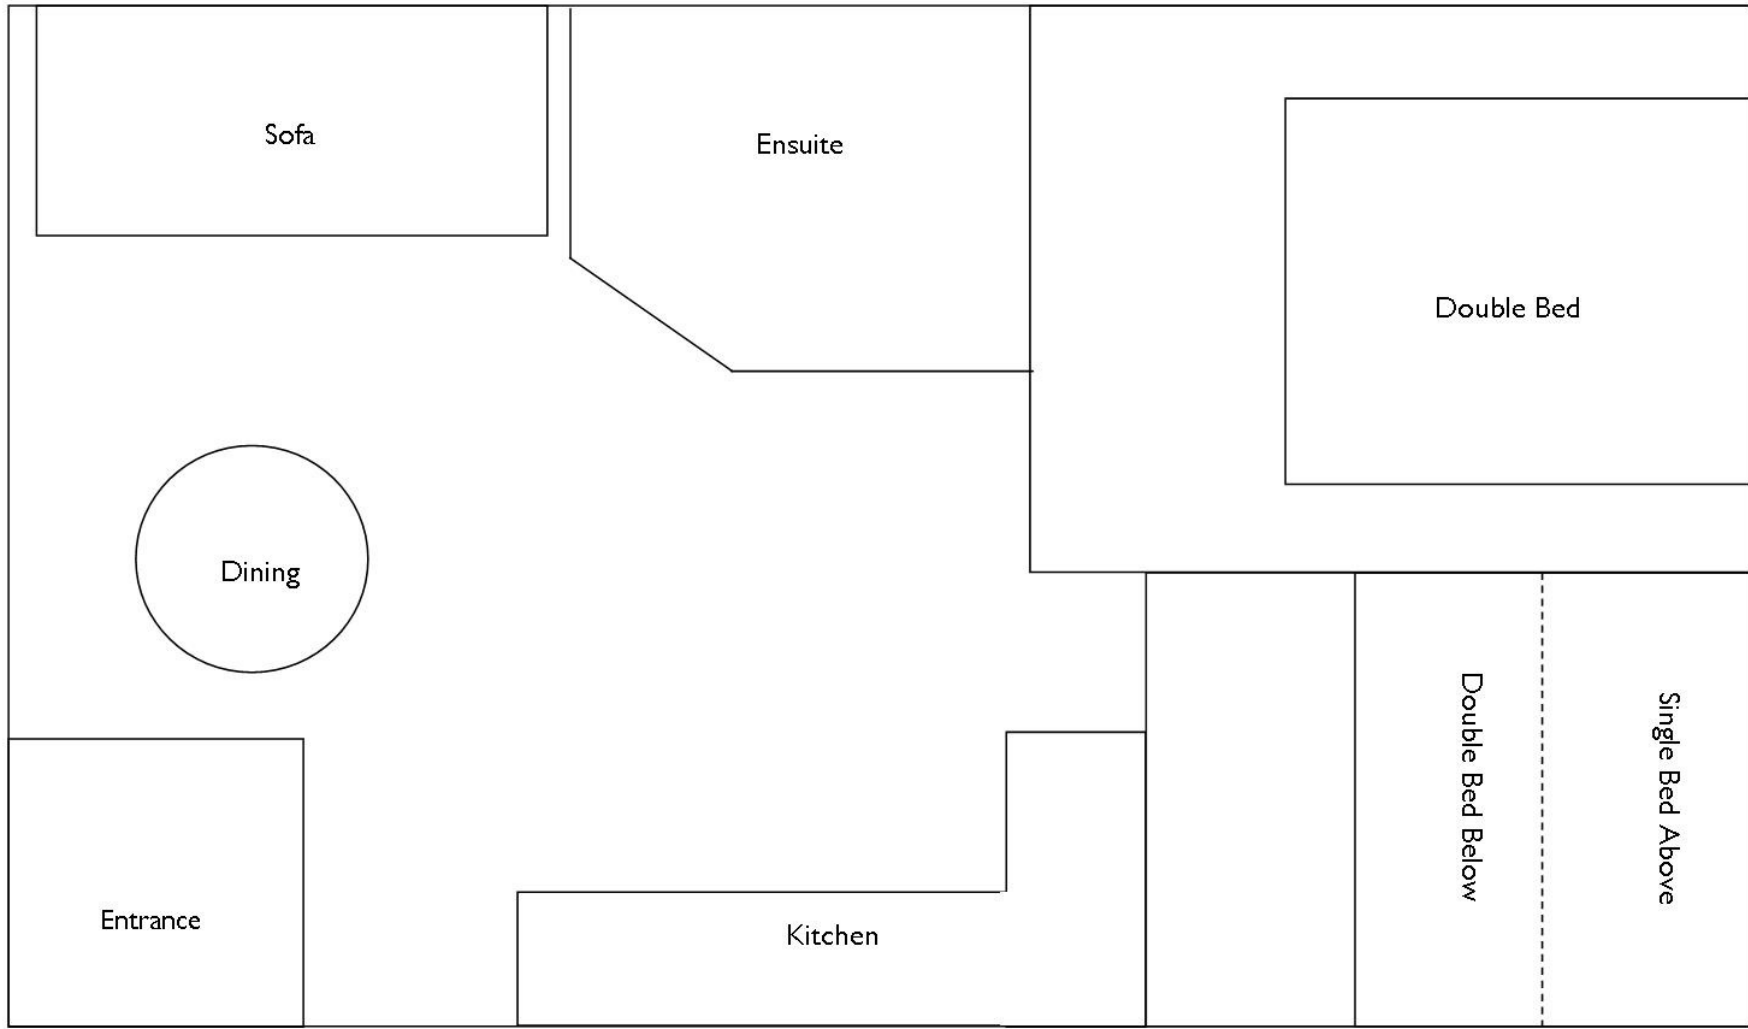 Sofa
Ensuite
Double Bed
Dining
Double Bed Below
Single Bed Above
Entrance
Kitchen